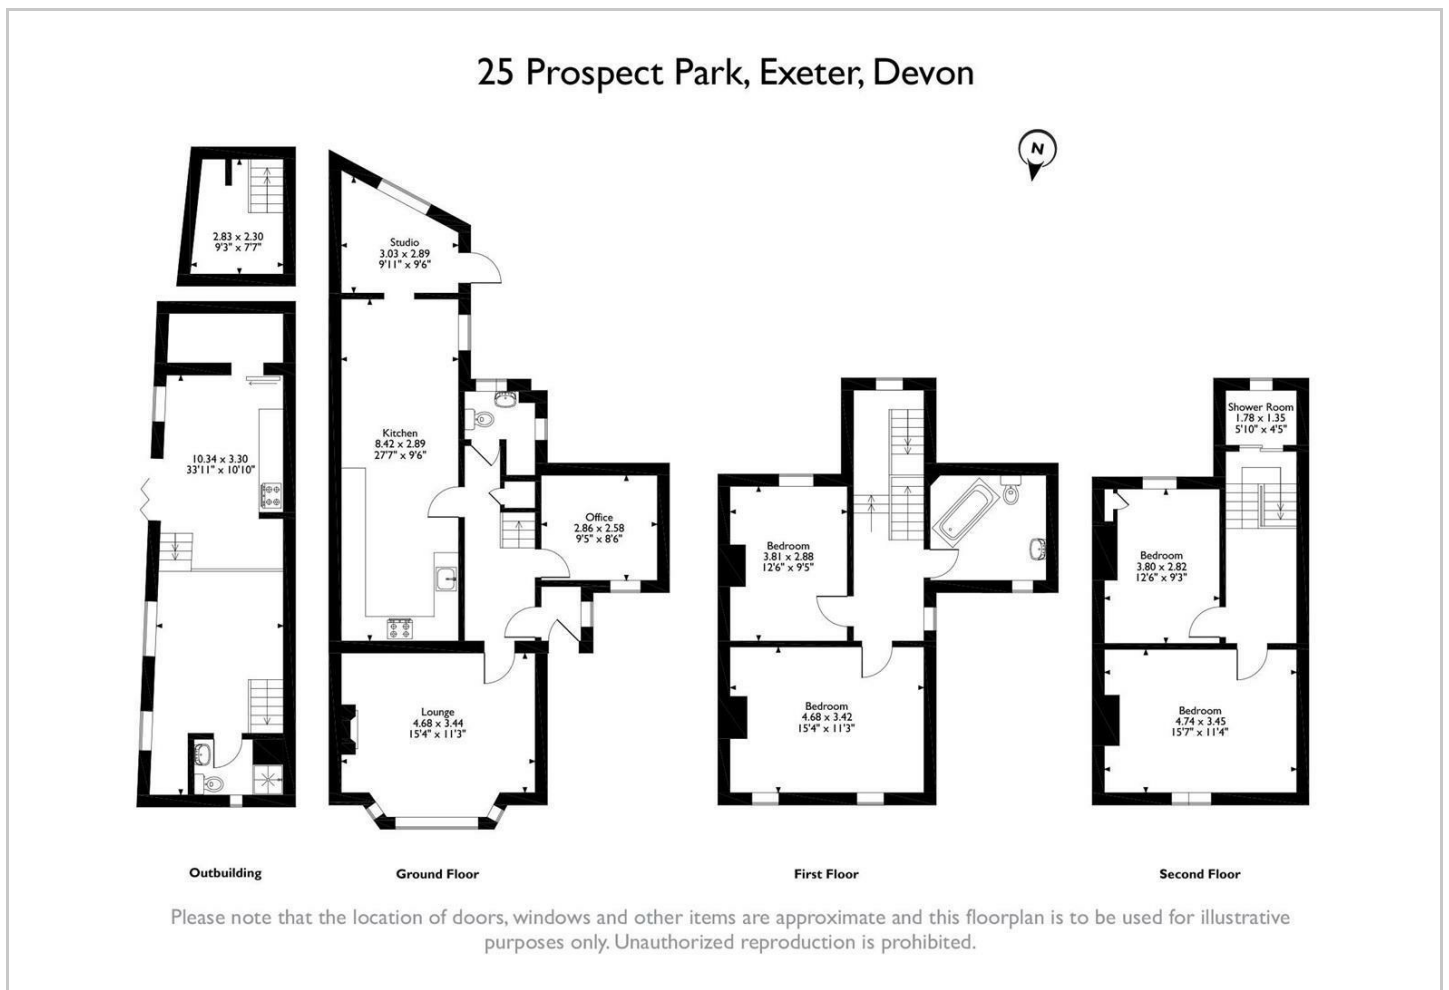 25 Prospect Park, Exeter, Devon
N
2.83 x 2.30
9'3" x 7'7"
Studio
3.03 x 2.89
9'11" x 9'6"
Kitchen
8.42 x 2.89
27'7" x 9'6"
10.34 x 3.30
33'11" x 10'10"
Office
2.86 x 2.58
9'5" x 8'6"
Lounge
4.68 x 3.44
15'4" x 11'3"
Bedroom
3.81 x 2.88
12'6" x 9'5"
Bedroom
4.68 x 3.42
15'4" x 11'3"
Shower Room
1.78 x 1.35
5'10" x 4'5"
Bedroom
3.80 x 2.82
12'6" x 9'3"
Bedroom
4.74 x 3.45
15'7" x 11'4"
Outbuilding
Ground Floor
First Floor
Second Floor
Please note that the location of doors, windows and other items are approximate and this floorplan is to be used for illustrative
purposes only. Unauthorized reproduction is prohibited.